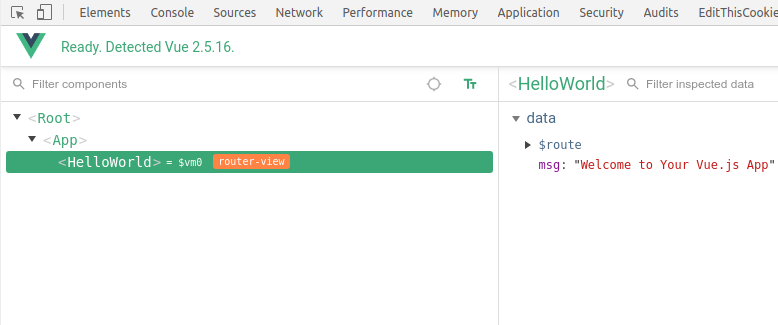 Elements Console Sources Network Performance Memory Application Security Audits EditThisCookie
Ready. Detected Vue 2.5.16.
Filter components
<HelloWorld> Filter inspected data
<Root>
<App>
<HelloWorld> = $vm0 router-view
data
$route
msg: "Welcome to Your Vue.js App"